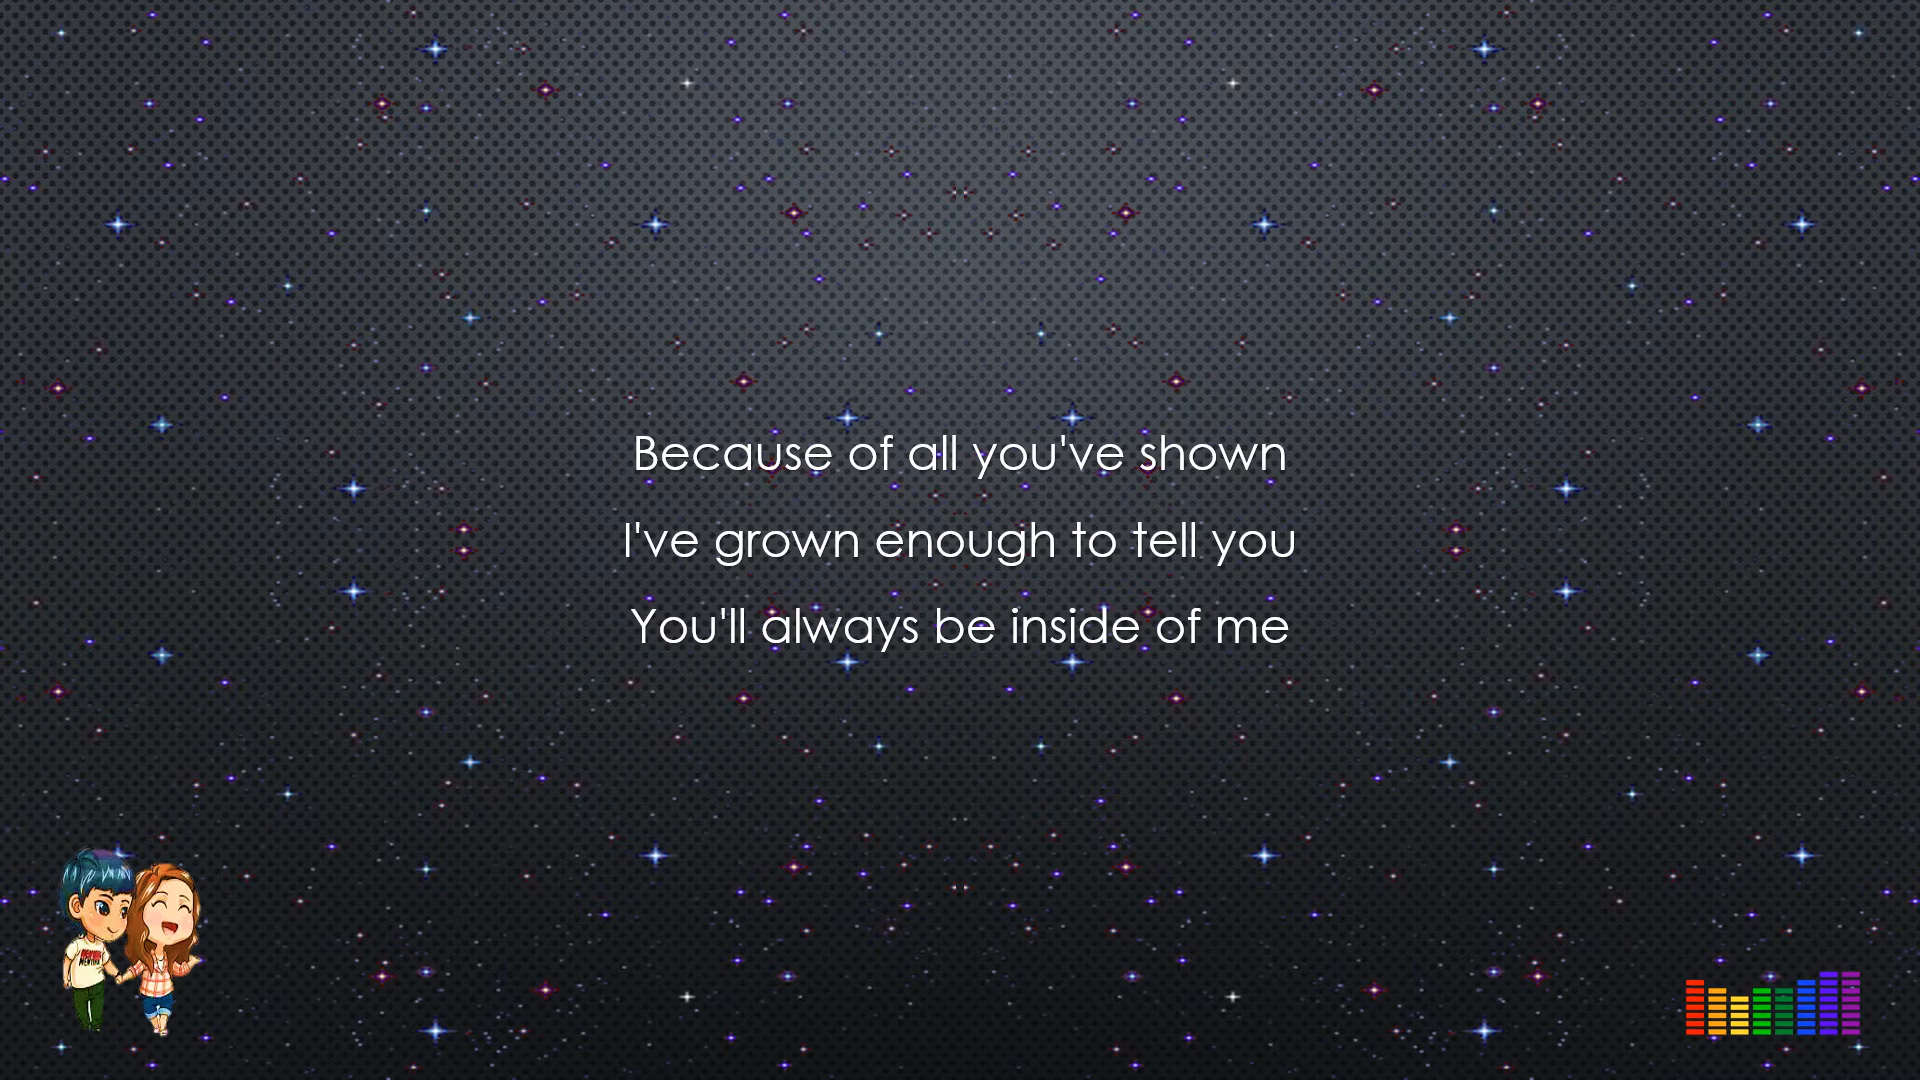 Because of all you've shown
I've grown enough to tell you
You'll always be inside of me